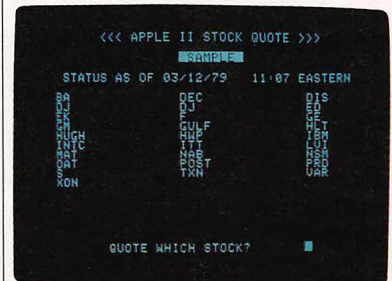 <<< APPLE II STOCK QUOTE >>>
SAMPLE
STATUS AS OF 03/12/79 11:07 EASTERN
BA DEC DIS
DJ DJ ED
EK F GE
GM GULF HLT
HUGH HWP IBM
INTC ITT LVI
MAT NAB NSM
OAT POST PRD
S TXN VAR
XON
QUOTE WHICH STOCK?